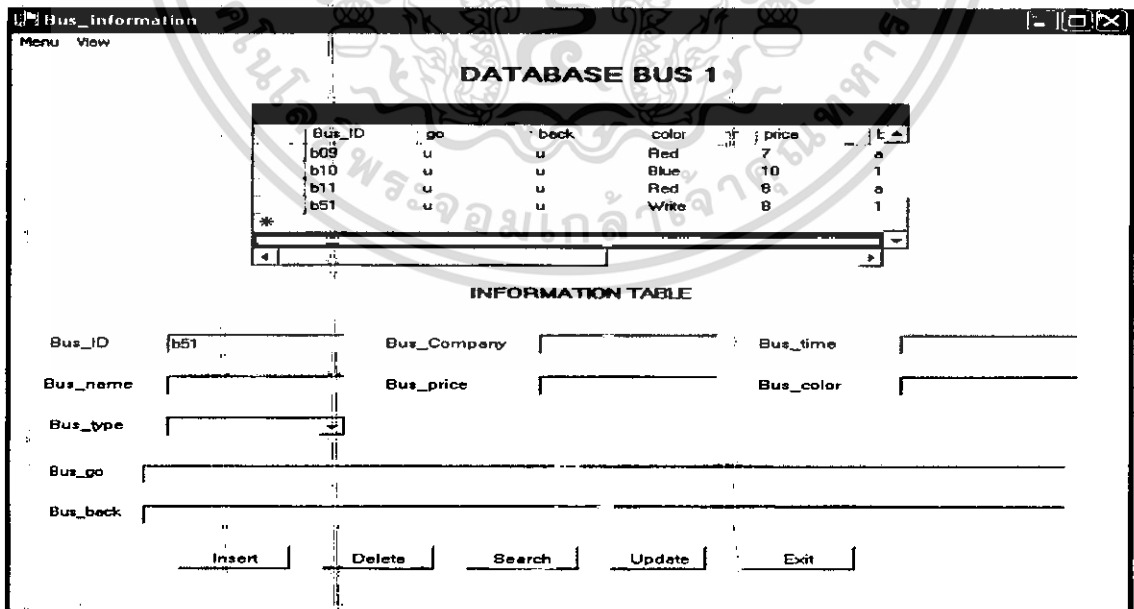 Bus_information
Menu View
DATABASE BUS 1
Bus_ID go back color price
b09 u u Red 7 a
b10 u u Blue 10 1
b11 u u Red 8 a
b51 u u Write 8 1
*
INFORMATION TABLE
Bus_ID b51 Bus_Company Bus_time
Bus_name Bus_price Bus_color
Bus_type
Bus_go
Bus_back
Insert Delete Search Update Exit